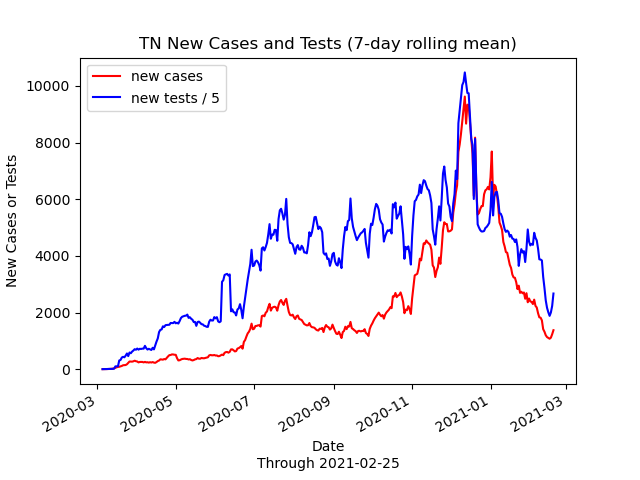 TN New Cases and Tests (7-day rolling mean)
new cases
new tests / 5
10000
8000
6000
4000
2000
0
New Cases or Tests
2020-03
2020-05
2020-07
2020-09
2020-11
2021-01
2021-03
Date
Through 2021-02-25